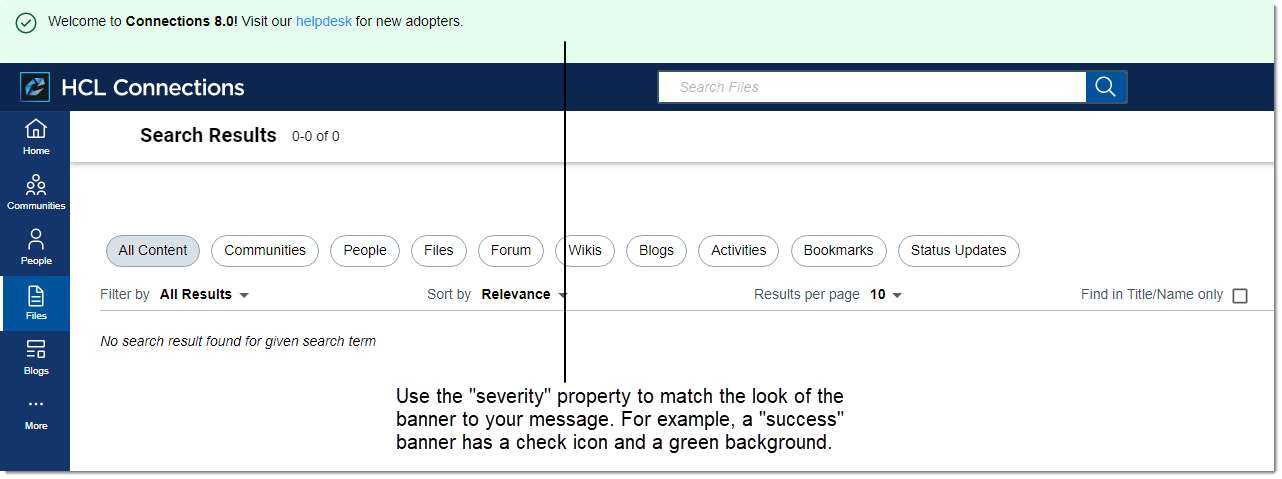 Welcome to Connections 8.0! Visit our helpdesk for new adopters.
HCL Connections
Search Files
Home
Communities
People
Files
Blogs
More
Search Results 0-0 of 0
All Content Communities People Files Forum Wikis Blogs Activities Bookmarks Status Updates
Filter by All Results Sort by Relevance Results per page 10 Find in Title/Name only
No search result found for given search term
Use the "severity" property to match the look of the
banner to your message. For example, a "success"
banner has a check icon and a green background.